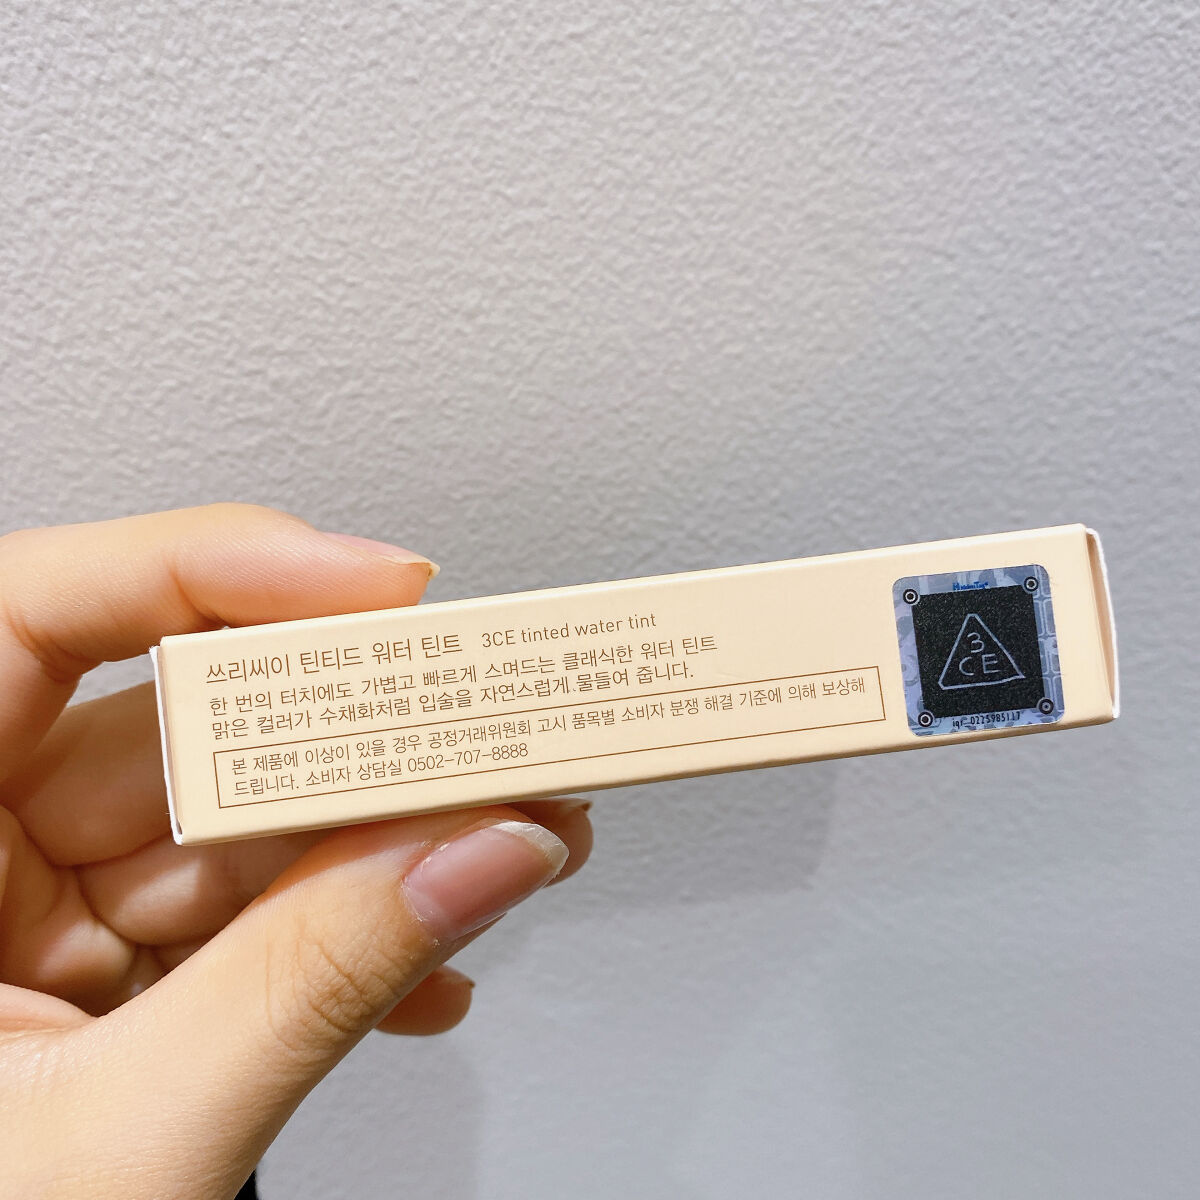 쓰리씨이 틴티드 워터 틴트 3CE tinted water tint
한 번의 터치에도 가볍고 빠르게 스며드는 클래식한 워터 틴트
맑은 컬러가 수채화처럼 입술을 자연스럽게 물들여 줍니다.
본 제품에 이상이 있을 경우 공정거래위원회 고시 품목별 소비자 분쟁 해결 기준에 의해 보상해
드립니다. 소비자 상담실 0502-707-8888
HiddenTag®
3
CE
iqr 0225985117